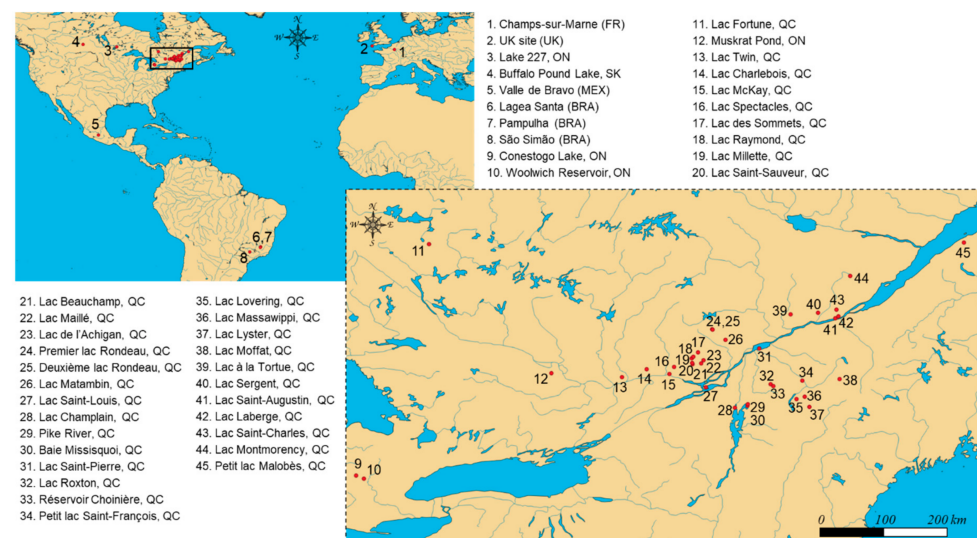 1. Champs-sur-Marne (FR)
2. UK site (UK)
3. Lake 227, ON
4. Buffalo Pound Lake, SK
5. Valle de Bravo (MEX)
6. Lagea Santa (BRA)
7. Pampulha (BRA)
8. São Simão (BRA)
9. Conestogo Lake, ON
10. Woolwich Reservoir, ON
11. Lac Fortune, QC
12. Muskrat Pond, ON
13. Lac Twin, QC
14. Lac Charlebois, QC
15. Lac McKay, QC
16. Lac Spectacles, QC
17. Lac des Sommets, QC
18. Lac Raymond, QC
19. Lac Millette, QC
20. Lac Saint-Sauveur, QC
21. Lac Beauchamp, QC
22. Lac Maillé, QC
23. Lac de l'Achigan, QC
24. Premier lac Rondeau, QC
25. Deuxième lac Rondeau, QC
26. Lac Matambin, QC
27. Lac Saint-Louis, QC
28. Lac Champlain, QC
29. Pike River, QC
30. Baie Missisquoi, QC
31. Lac Saint-Pierre, QC
32. Lac Roxton, QC
33. Réservoir Choinière, QC
34. Petit lac Saint-François, QC
35. Lac Lovering, QC
36. Lac Massawippi, QC
37. Lac Lyster, QC
38. Lac Moffat, QC
39. Lac à la Tortue, QC
40. Lac Sergent, QC
41. Lac Saint-Augustin, QC
42. Lac Laberge, QC
43. Lac Saint-Charles, QC
44. Lac Montmorency, QC
45. Petit lac Malobès, QC
N
W E
S
4
3
2
1
5
6,7
8
N
W E
S
11
45
44
43
39
40
42
41
24, 25
26
17
31
18
19
23
16
22
20
21
12
14
15
13
34
32
33
38
27
36
35
37
28
29
30
9
10
0 100 200 km